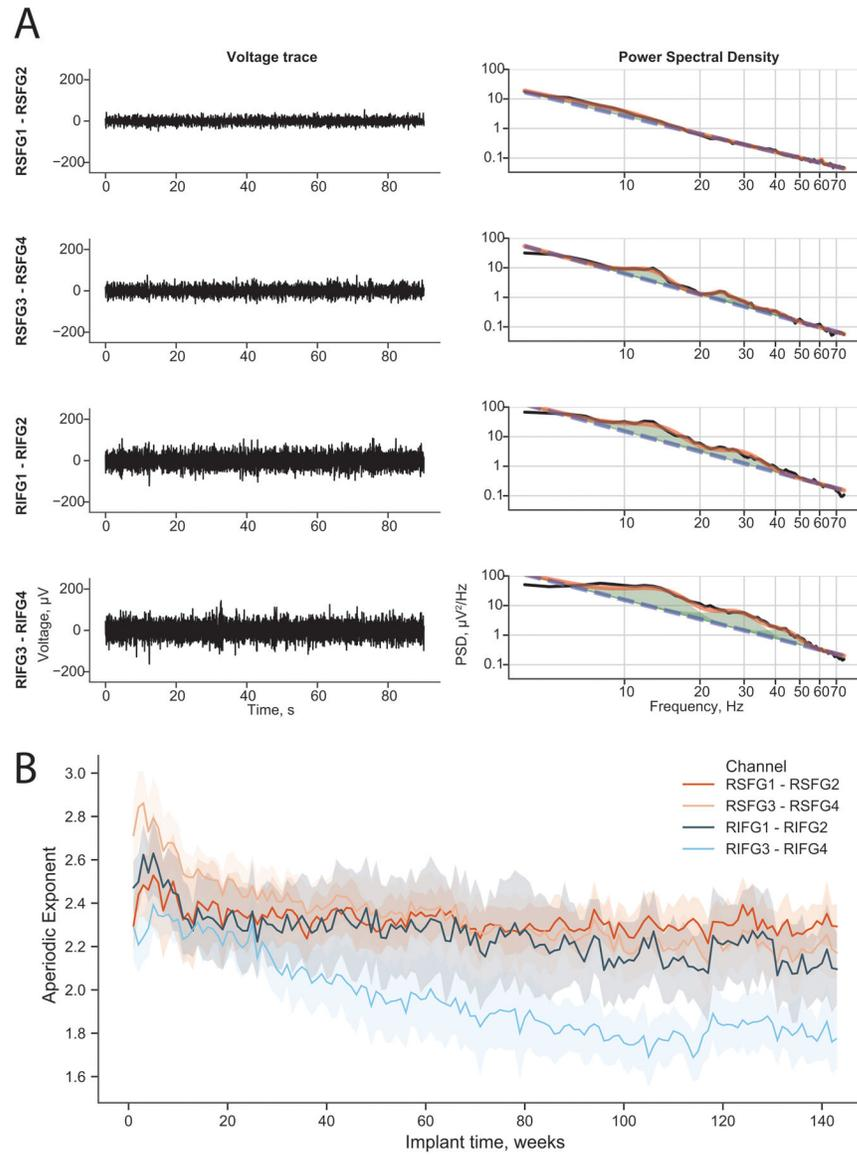 A
Voltage trace
Power Spectral Density
RSFG1 - RSFG2
200
0
−200
0 20 40 60 80
100
10
1
0.1
10 20 30 40 50 60 70
RSFG3 - RSFG4
200
0
−200
0 20 40 60 80
100
10
1
0.1
10 20 30 40 50 60 70
RIFG1 - RIFG2
200
0
−200
0 20 40 60 80
100
10
1
0.1
10 20 30 40 50 60 70
RIFG3 - RIFG4
Voltage, µV
200
0
−200
0 20 40 60 80
Time, s
PSD, µV²/Hz
100
10
1
0.1
10 20 30 40 50 60 70
Frequency, Hz
B
Aperiodic Exponent
3.0
2.8
2.6
2.4
2.2
2.0
1.8
1.6
Channel
RSFG1 - RSFG2
RSFG3 - RSFG4
RIFG1 - RIFG2
RIFG3 - RIFG4
0 20 40 60 80 100 120 140
Implant time, weeks